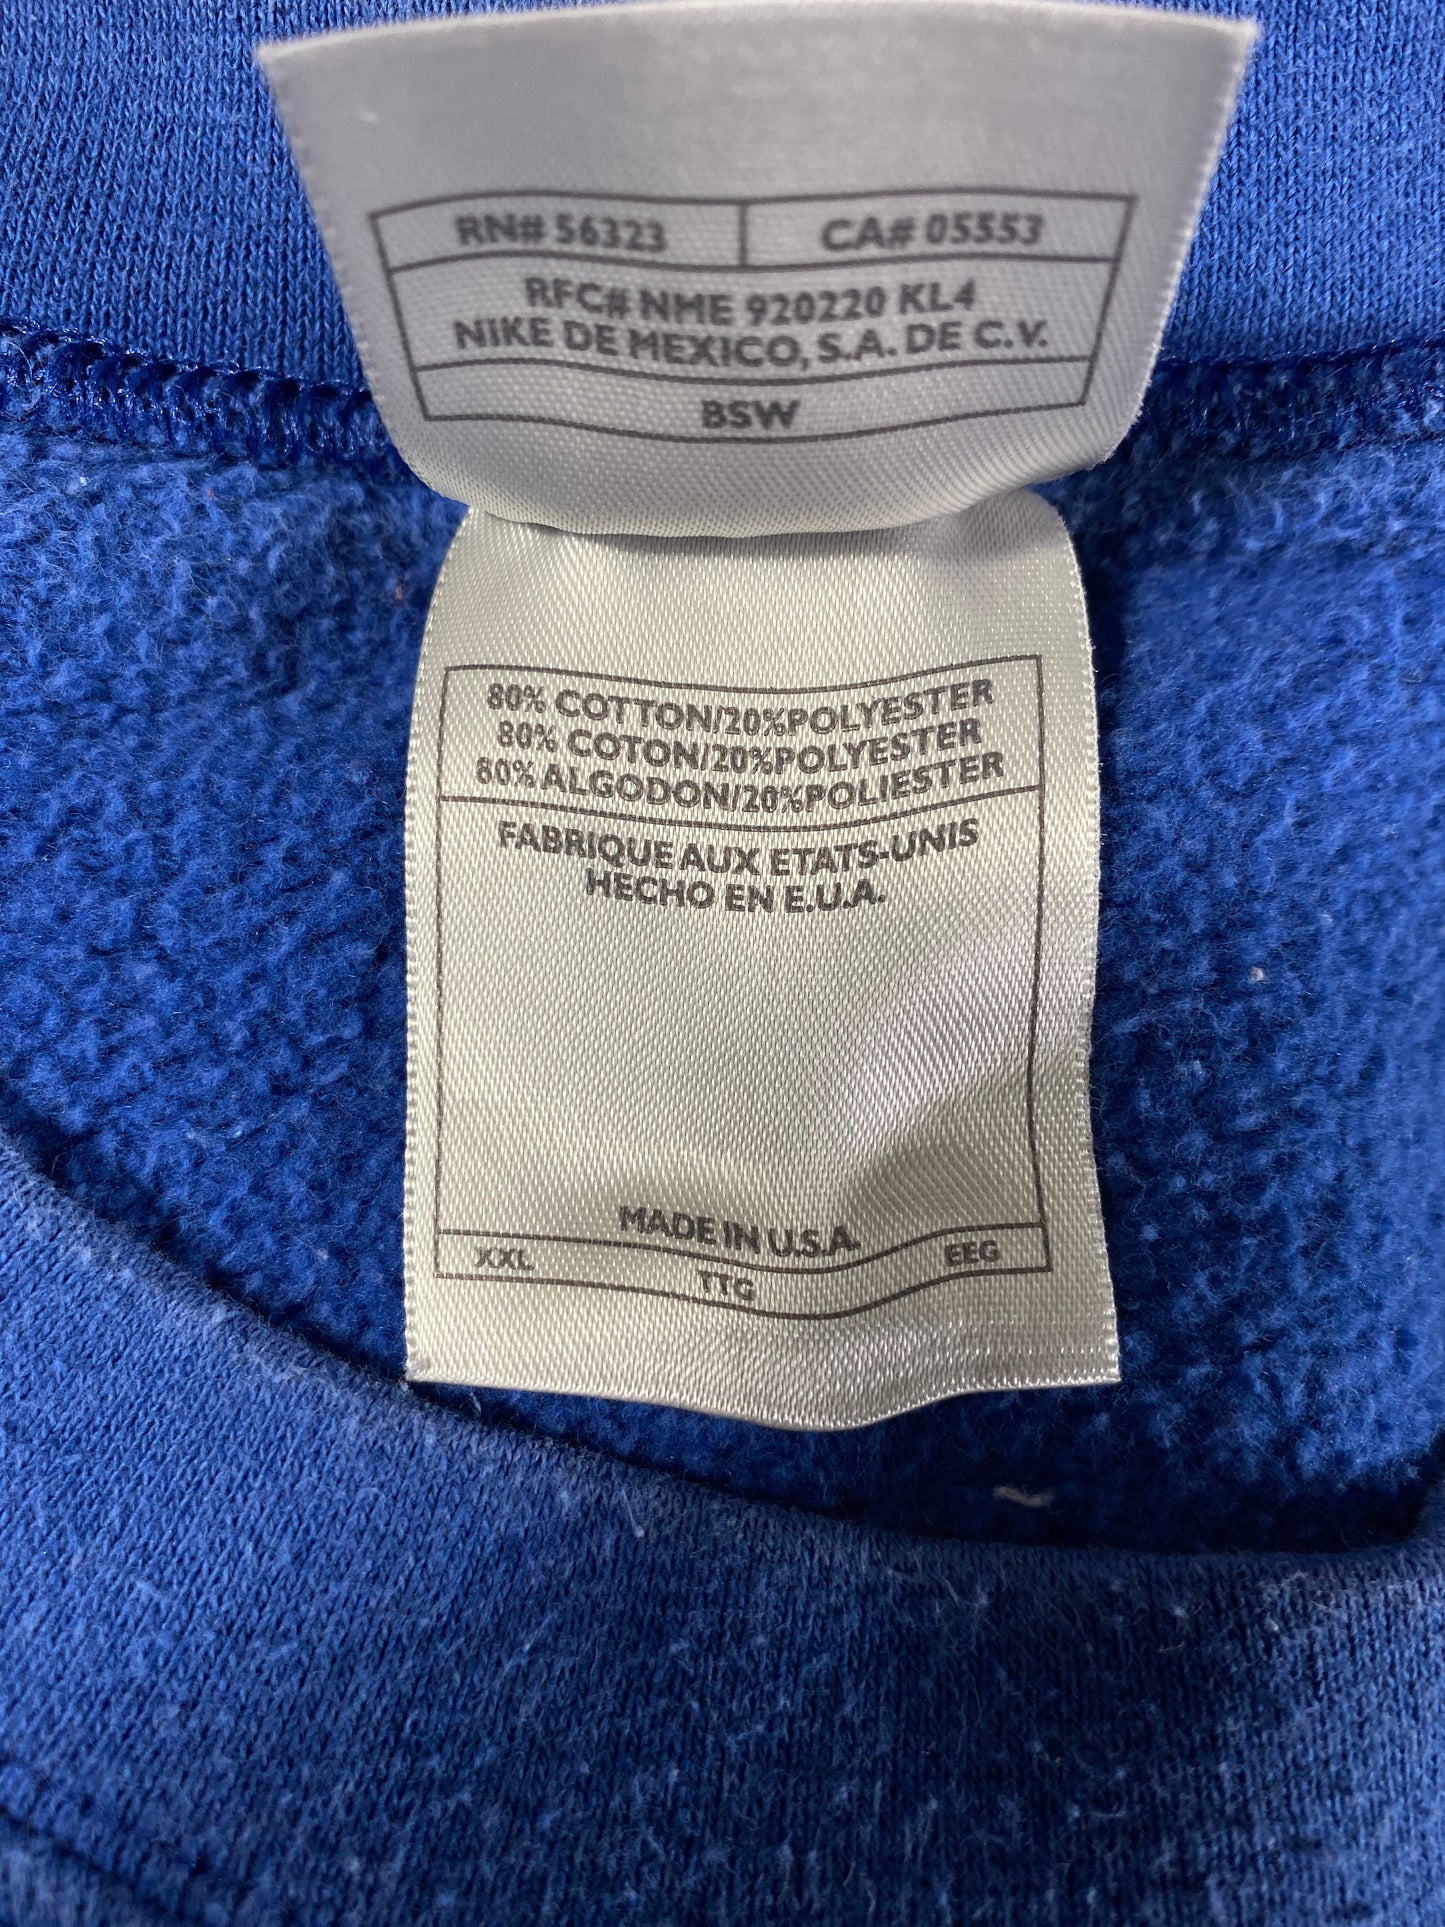 RN# 56323 CA# 05553
RFC# NME 920220 KL4
NIKE DE MEXICO, S.A. DE C.V.
BSW
80% COTTON/20%POLYESTER
80% COTON/20%POLYESTER
80% ALGODON/20%POLIESTER
FABRIQUE AUX ETATS-UNIS
HECHO EN E.U.A.
MADE IN U.S.A.
XXL TTG EEG